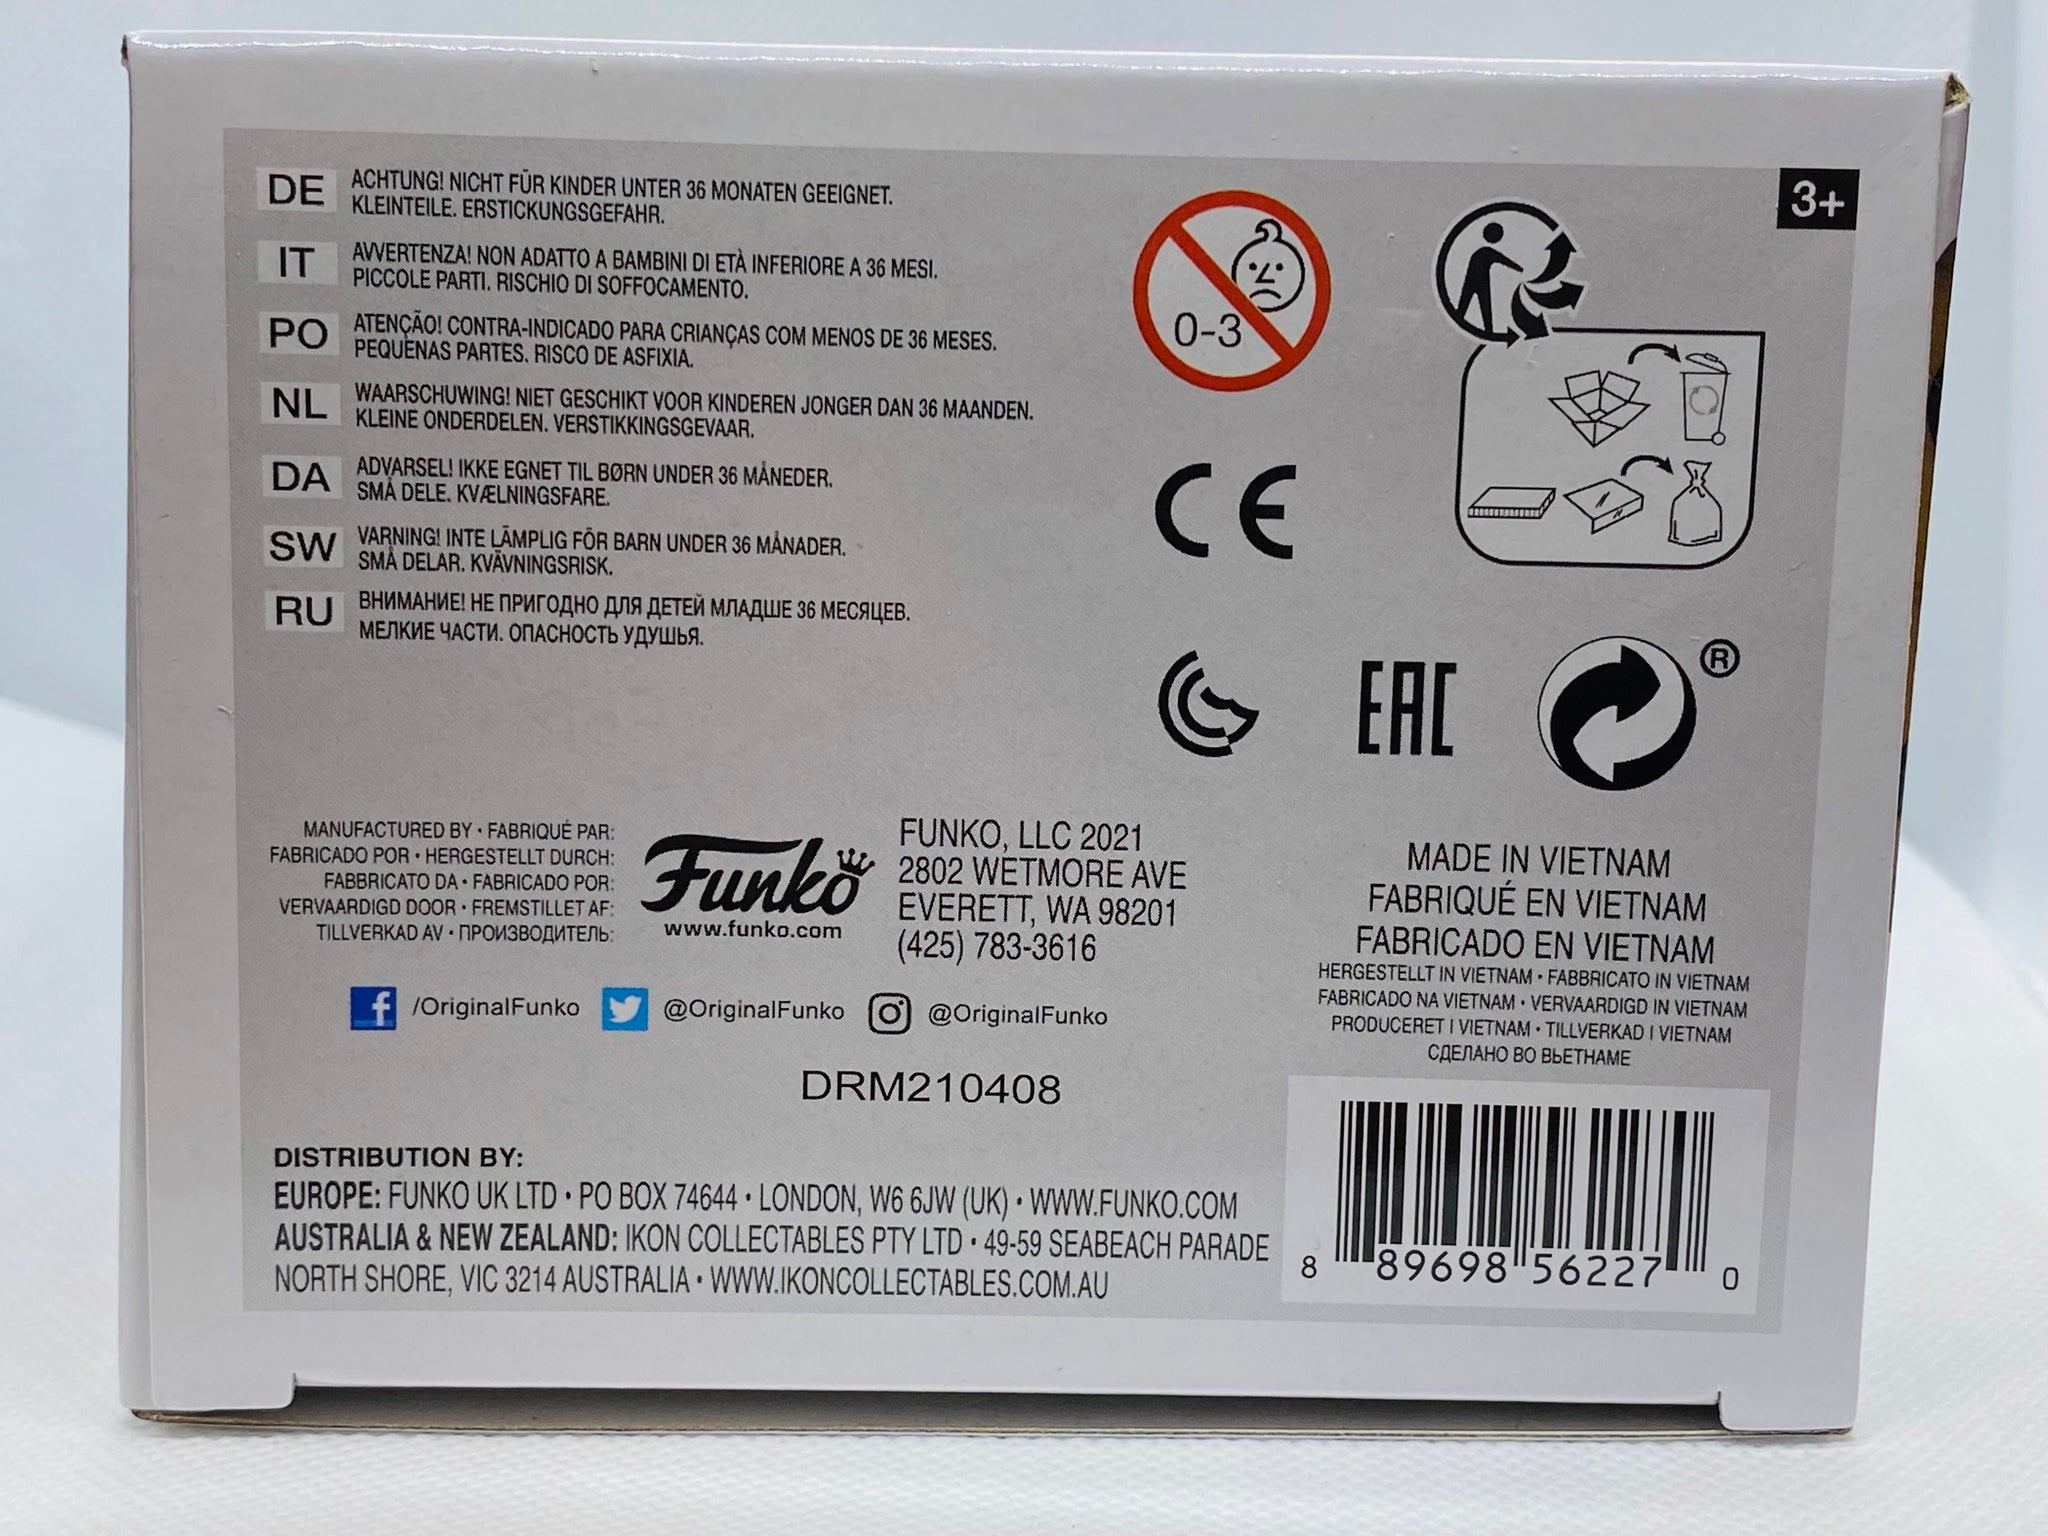 DE ACHTUNG! NICHT FÜR KINDER UNTER 36 MONATEN GEEIGNET.
KLEINTEILE. ERSTICKUNGSGEFAHR.
IT AVVERTENZA! NON ADATTO A BAMBINI DI ETÀ INFERIORE A 36 MESI.
PICCOLE PARTI. RISCHIO DI SOFFOCAMENTO.
PO ATENÇÃO! CONTRA-INDICADO PARA CRIANÇAS COM MENOS DE 36 MESES.
PEQUENAS PARTES. RISCO DE ASFIXIA.
NL WAARSCHUWING! NIET GESCHIKT VOOR KINDEREN JONGER DAN 36 MAANDEN.
KLEINE ONDERDELEN. VERSTIKKINGSGEVAAR.
DA ADVARSEL! IKKE EGNET TIL BØRN UNDER 36 MÅNEDER.
SMÅ DELE. KVÆLNINGSFARE.
SW VARNING! INTE LÄMPLIG FÖR BARN UNDER 36 MÅNADER.
SMÅ DELAR. KVÄVNINGSRISK.
RU ВНИМАНИЕ! НЕ ПРИГОДНО ДЛЯ ДЕТЕЙ МЛАДШЕ 36 МЕСЯЦЕВ.
МЕЛКИЕ ЧАСТИ. ОПАСНОСТЬ УДУШЬЯ.
0-3
3+
CE
EAC
®
MANUFACTURED BY • FABRIQUÉ PAR:
FABRICADO POR • HERGESTELLT DURCH:
FABBRICATO DA • FABRICADO POR:
VERVAARDIGD DOOR • FREMSTILLET AF:
TILLVERKAD AV • ПРОИЗВОДИТЕЛЬ:
Funko
www.funko.com
FUNKO, LLC 2021
2802 WETMORE AVE
EVERETT, WA 98201
(425) 783-3616
MADE IN VIETNAM
FABRIQUÉ EN VIETNAM
FABRICADO EN VIETNAM
HERGESTELLT IN VIETNAM • FABBRICATO IN VIETNAM
FABRICADO NA VIETNAM • VERVAARDIGD IN VIETNAM
PRODUCERET I VIETNAM • TILLVERKAD I VIETNAM
СДЕЛАНО ВО ВЬЕТНАМЕ
f /OriginalFunko @OriginalFunko @OriginalFunko
DRM210408
DISTRIBUTION BY:
EUROPE: FUNKO UK LTD • PO BOX 74644 • LONDON, W6 6JW (UK) • WWW.FUNKO.COM
AUSTRALIA & NEW ZEALAND: IKON COLLECTABLES PTY LTD • 49-59 SEABEACH PARADE
NORTH SHORE, VIC 3214 AUSTRALIA • WWW.IKONCOLLECTABLES.COM.AU
8 89698 56227 0